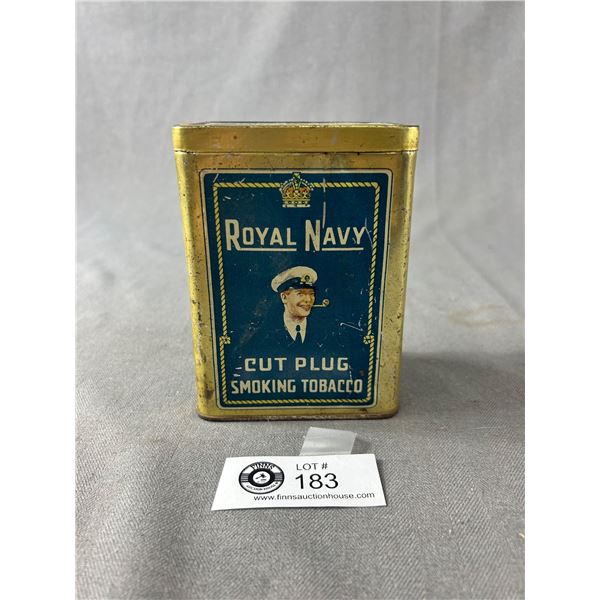 ROYAL NAVY
CUT PLUG
SMOKING TOBACCO
FINNS
LOT #
183
www.finnsauctionhouse.com